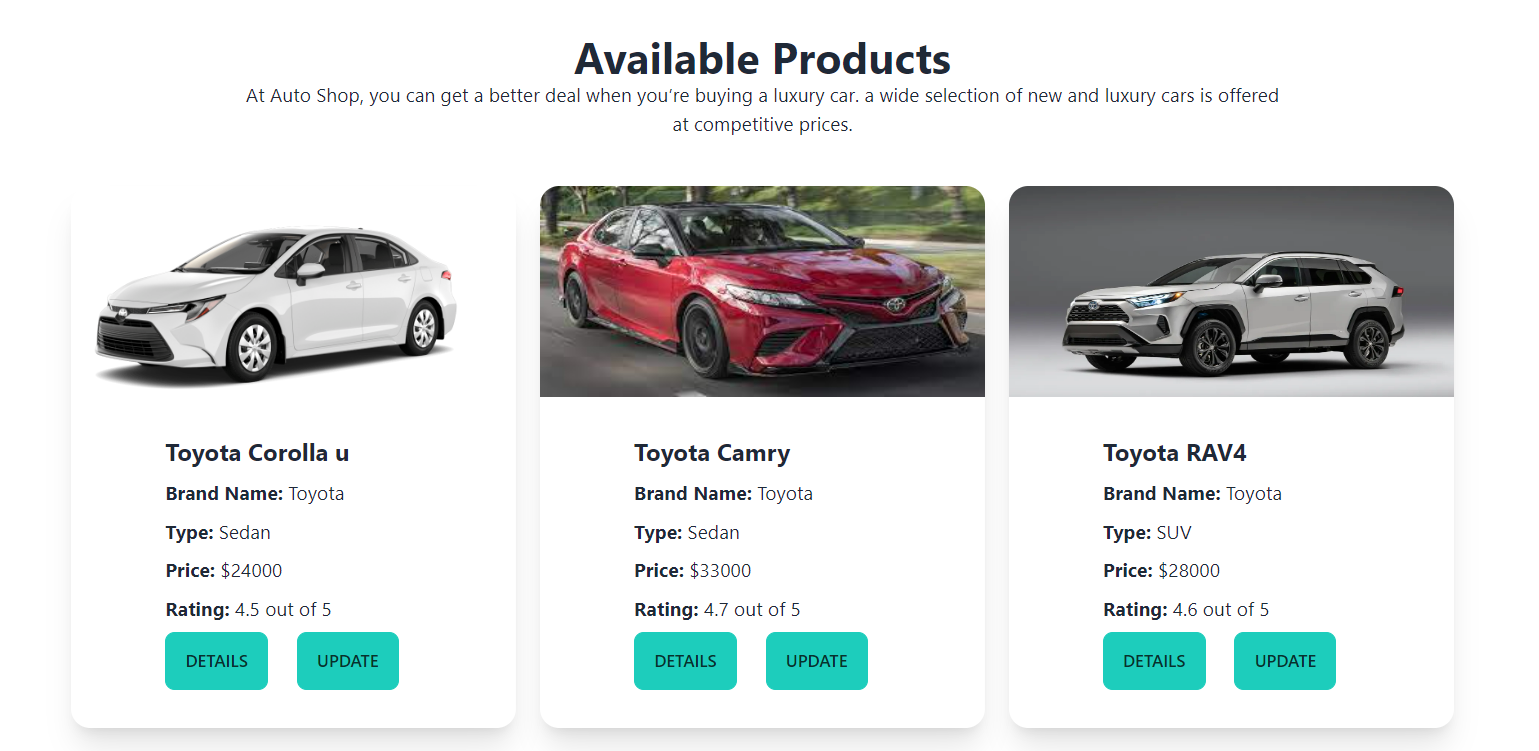 Available Products
At Auto Shop, you can get a better deal when you’re buying a luxury car. a wide selection of new and luxury cars is offered
at competitive prices.
Toyota Corolla u
Brand Name: Toyota
Type: Sedan
Price: $24000
Rating: 4.5 out of 5
DETAILS
UPDATE
Toyota Camry
Brand Name: Toyota
Type: Sedan
Price: $33000
Rating: 4.7 out of 5
DETAILS
UPDATE
Toyota RAV4
Brand Name: Toyota
Type: SUV
Price: $28000
Rating: 4.6 out of 5
DETAILS
UPDATE